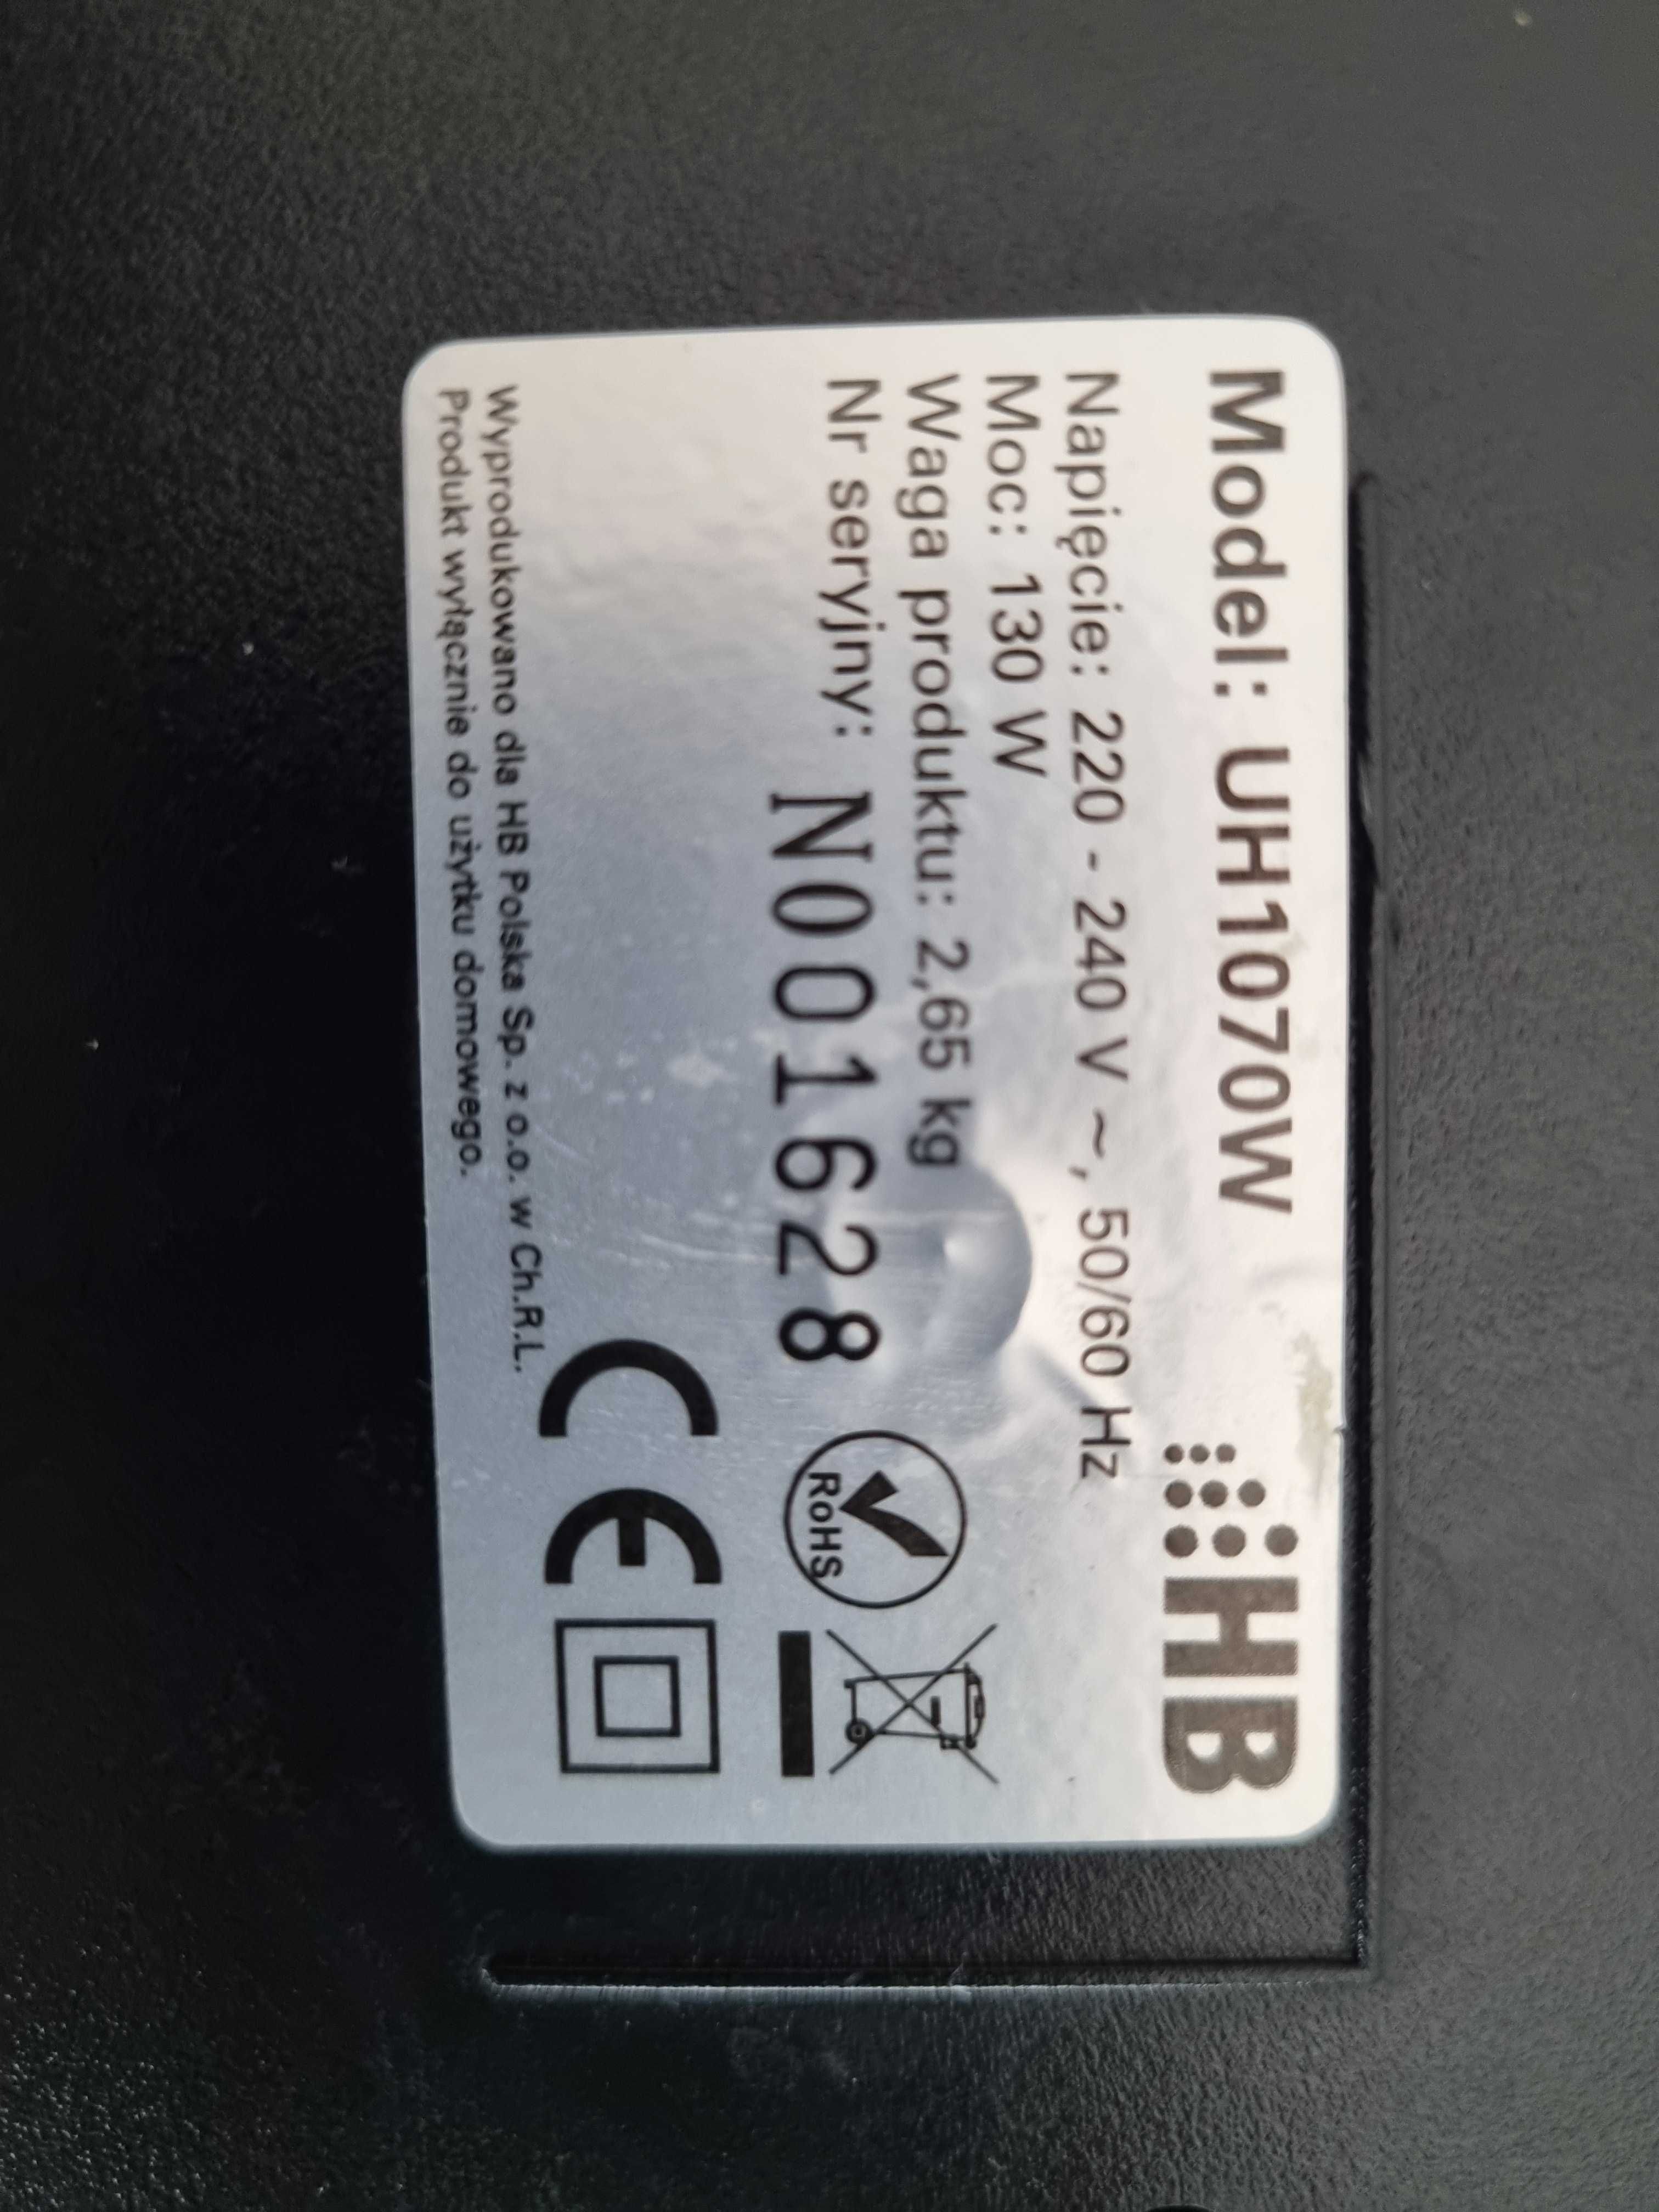 Model: UH1070W
HB
Napięcie: 220 - 240 V ~, 50/60 Hz
Moc: 130 W
Waga produktu: 2,65 kg
Nr seryjny: N001628
RoHS
CE
Wyprodukowano dla HB Polska Sp. z o.o. w Ch.R.L.
Produkt wyłącznie do użytku domowego.